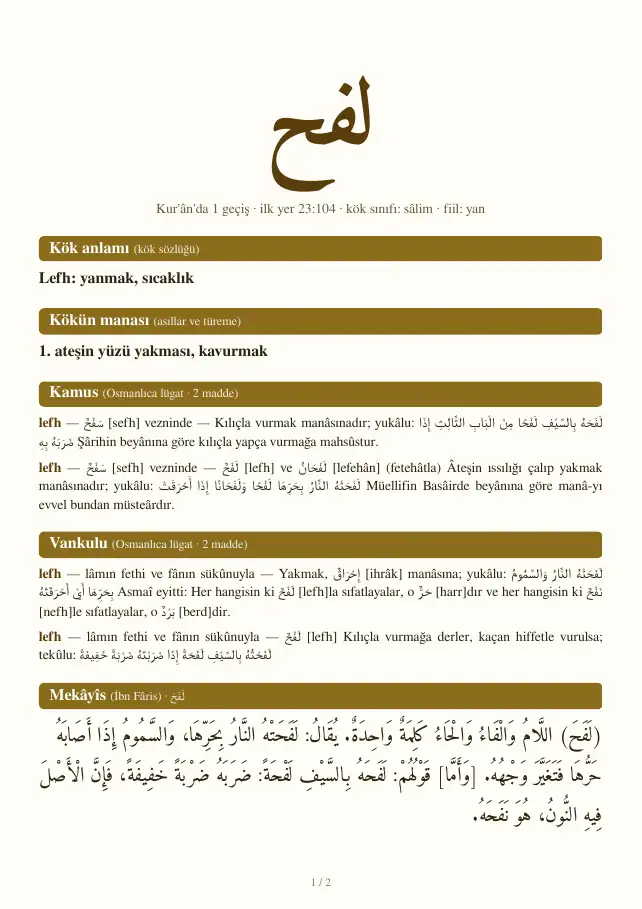 لفح
Kur'ân'da 1 geçiş · ilk yer 23:104 · kök sınıfı: sâlim · fiil: yan
Kök anlamı (kök sözlüğü)
Lefh: yanmak, sıcaklık
Kökün manası (asıllar ve türeme)
1. ateşin yüzü yakması, kavurmak
Kamus (Osmanlıca lügat · 2 madde)
lefh — سَفْحٌ [sefh] vezninde — Kılıçla vurmak manâsınadır; yukâlu: لَفَحَهُ بِالسَّيْفِ لَفْحًا مِنَ الْبَابِ الثَّالِثِ إِذَا
ضَرَبَهُ بِهِ Şârihin beyânına göre kılıçla yapça vurmağa mahsûstur.
lefh — سَفْحٌ [sefh] vezninde — لَفْحٌ [lefh] ve لَفَحَانٌ [lefehân] (fetehâtla) Âteşin ıssılığı çalıp yakmak
manâsınadır; yukâlu: لَفَحَتْهُ النَّارُ بِحَرِّهَا لَفْحًا وَلَفَحَانًا إِذَا أَحْرَقَتْ Müellifin Basâirde beyânına göre manâ-yı
evvel bundan müsteârdır.
Vankulu (Osmanlıca lügat · 2 madde)
lefh — lâmın fethi ve fânın sükûnuyla — Yakmak, إِحْرَاقٌ [ihrâk] manâsına; yukâlu: لَفَحَتْهُ النَّارُ وَالسَّمُومُ
بِحَرِّهَا أَيْ أَحْرَقَتْهُ Asmaî eyitti: Her hangisin ki لَفْحٌ [lefh]la sıfatlayalar, o حَرٌّ [harr]dır ve her hangisin ki نَفْحٌ
[nefh]le sıfatlayalar, o بَرْدٌ [berd]dir.
lefh — lâmın fethi ve fânın sükûnuyla — لَفْحٌ [lefh] Kılıçla vurmağa derler, kaçan hiffetle vurulsa;
tekûlu: لَفَحْتُهُ بِالسَّيْفِ لَفْحَةً إِذَا ضَرَبْتَهُ ضَرْبَةً خَفِيفَةً
Mekâyîs (İbn Fâris) · لَفَحَ
(لَفَحَ) اللَّامُ وَالْفَاءُ وَالْحَاءُ كَلِمَةٌ وَاحِدَةٌ. يُقَالُ: لَفَحَتْهُ النَّارُ بِحَرِّهَا، وَالسَّمُومُ إِذَا أَصَابَهُ
حَرُّهَا فَتَغَيَّرَ وَجْهُهُ. [وَأَمَّا] قَوْلُهُمْ: لَفَحَهُ بِالسَّيْفِ لَفْحَةً: ضَرَبَهُ ضَرْبَةً خَفِيفَةً، فَإِنَّ الْأَصْلَ
فِيهِ النُّونُ، هُوَ نَفَحَهُ.
1 / 2